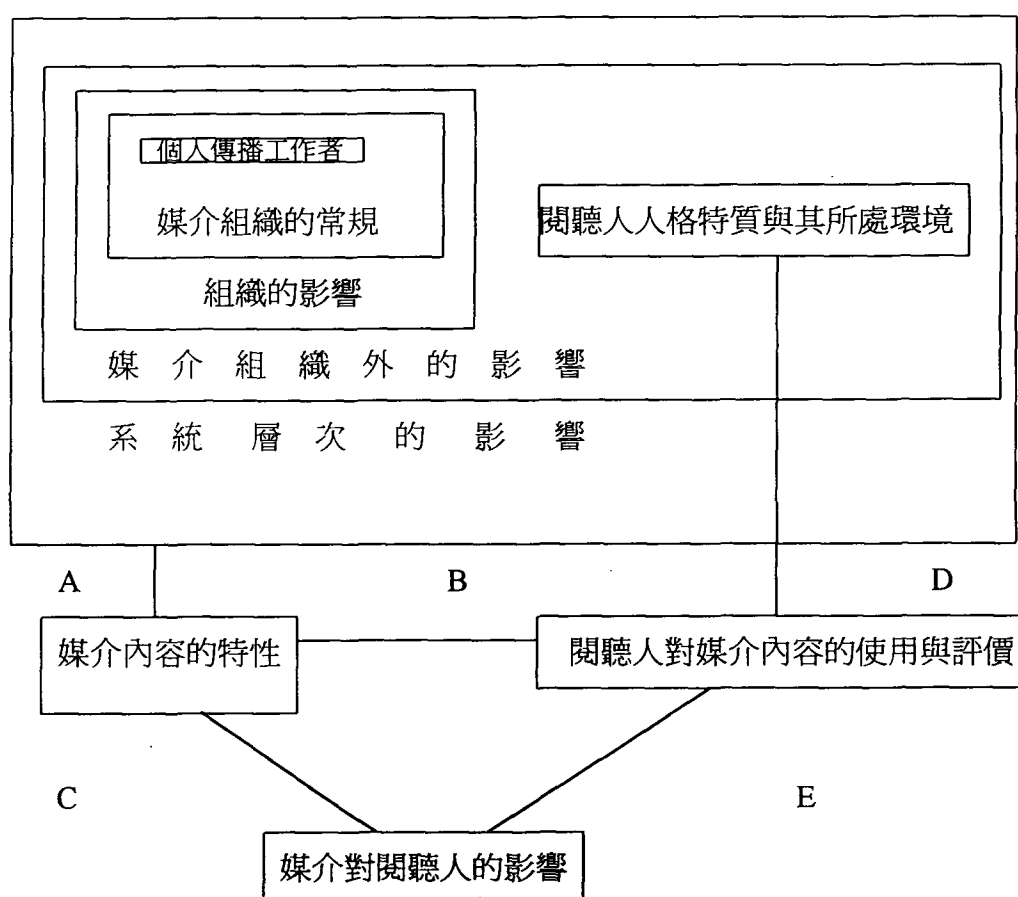 個人傳播工作者
媒介組織的常規
閱聽人人格特質與其所處環境
組織的影響
媒介組織外的影響
系統層次的影響
A
B
D
媒介內容的特性
閱聽人對媒介內容的使用與評價
C
E
媒介對閱聽人的影響